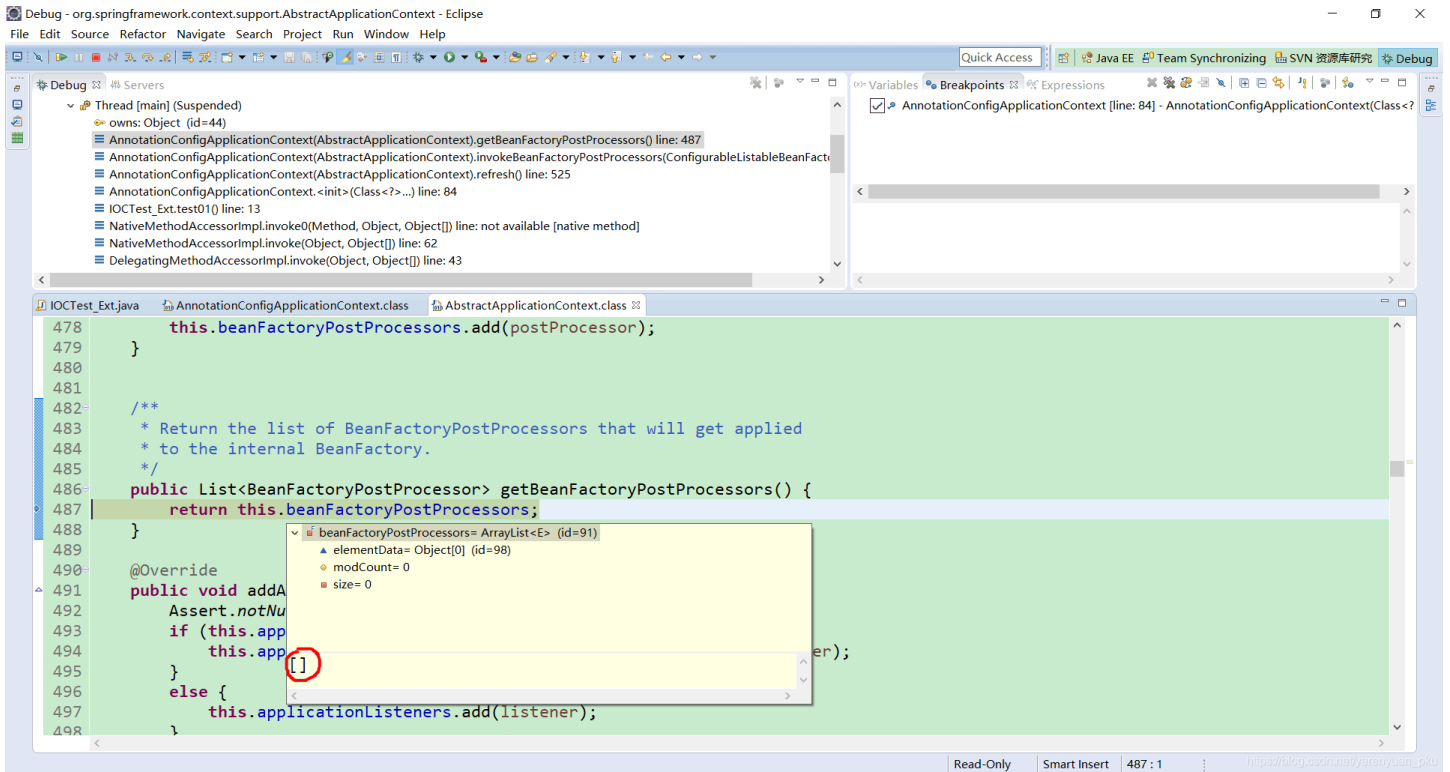 Debug - org.springframework.context.support.AbstractApplicationContext - Eclipse
File Edit Source Refactor Navigate Search Project Run Window Help
Quick Access Java EE Team Synchronizing SVN 资源库研究 Debug
Debug Servers
Thread [main] (Suspended)
owns: Object (id=44)
AnnotationConfigApplicationContext(AbstractApplicationContext).getBeanFactoryPostProcessors() line: 487
AnnotationConfigApplicationContext(AbstractApplicationContext).invokeBeanFactoryPostProcessors(ConfigurableListableBeanFact
AnnotationConfigApplicationContext(AbstractApplicationContext).refresh() line: 525
AnnotationConfigApplicationContext.<init>(Class<?>...) line: 84
IOCTest_Ext.test01() line: 13
NativeMethodAccessorImpl.invoke0(Method, Object, Object[]) line: not available [native method]
NativeMethodAccessorImpl.invoke(Object, Object[]) line: 62
DelegatingMethodAccessorImpl.invoke(Object, Object[]) line: 43
Variables Breakpoints Expressions
AnnotationConfigApplicationContext [line: 84] - AnnotationConfigApplicationContext(Class<?
IOCTest_Ext.java AnnotationConfigApplicationContext.class AbstractApplicationContext.class
478 this.beanFactoryPostProcessors.add(postProcessor);
479 }
480
481
482 /**
483 * Return the list of BeanFactoryPostProcessors that will get applied
484 * to the internal BeanFactory.
485 */
486 public List<BeanFactoryPostProcessor> getBeanFactoryPostProcessors() {
487 return this.beanFactoryPostProcessors;
488 }
489
490 @Override
491 public void addA
492 Assert.notNu
493 if (this.app
494 this.app er);
495 }
496 else {
497 this.applicationListeners.add(listener);
498 }
beanFactoryPostProcessors= ArrayList<E> (id=91)
elementData= Object[0] (id=98)
modCount= 0
size= 0
[]
Read-Only Smart Insert 487 : 1
https://blog.csdn.net/yerenyuan_pku